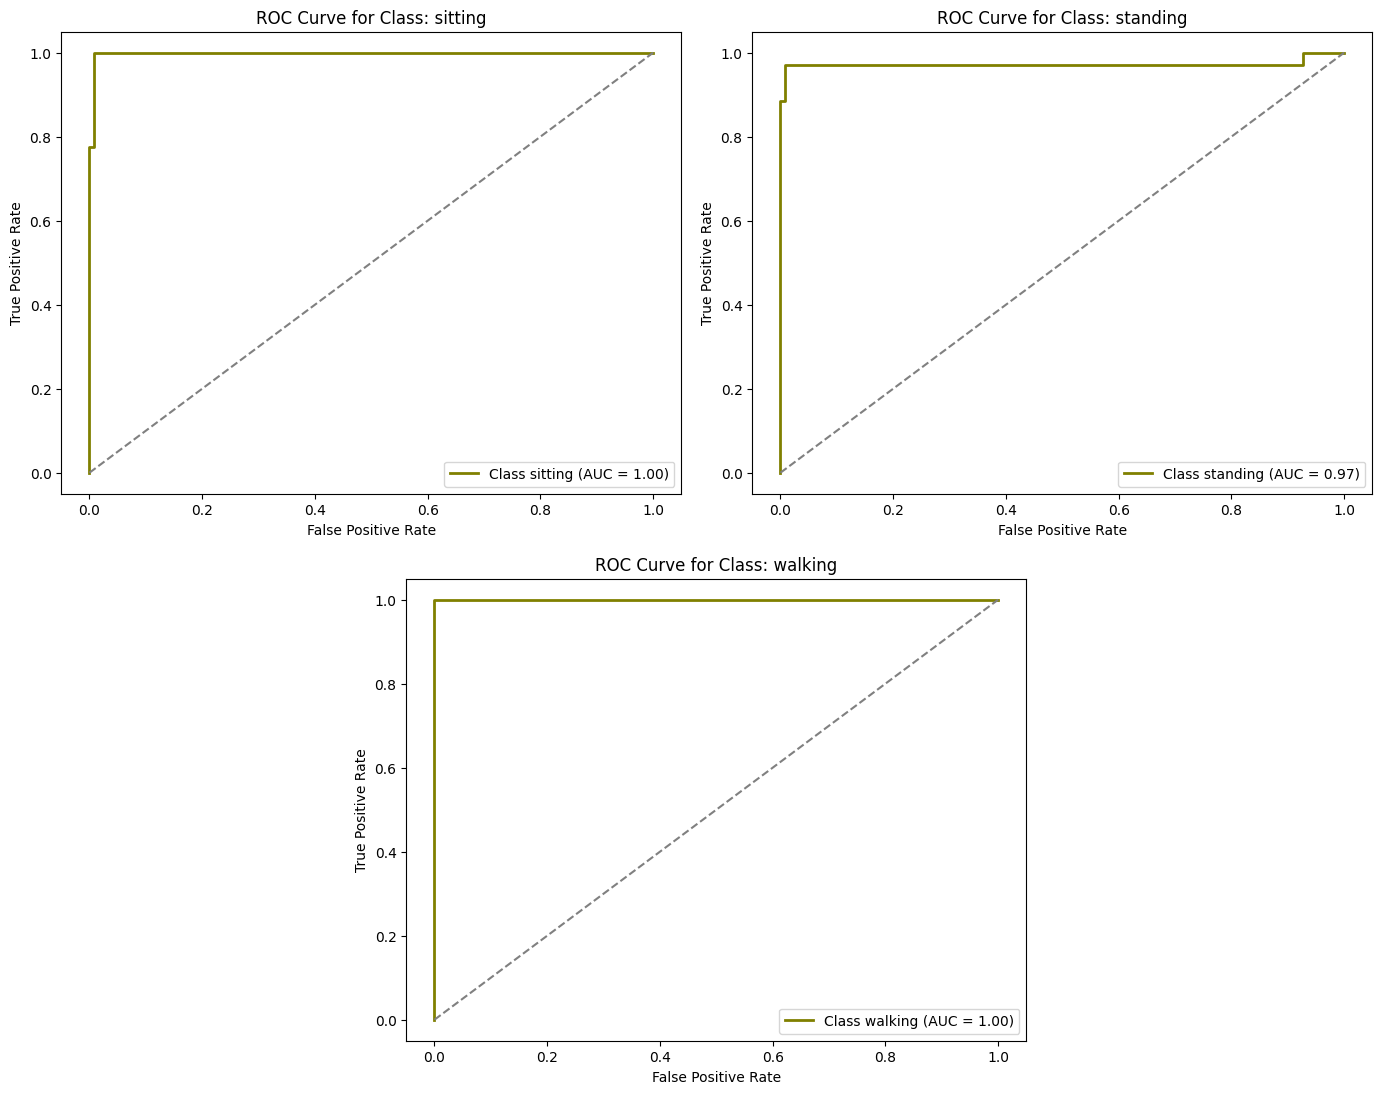 ROC Curve for Class: sitting
1.0
0.8
0.6
0.4
0.2
0.0
True Positive Rate
0.0 0.2 0.4 0.6 0.8 1.0
False Positive Rate
Class sitting (AUC = 1.00)
ROC Curve for Class: standing
1.0
0.8
0.6
0.4
0.2
0.0
True Positive Rate
0.0 0.2 0.4 0.6 0.8 1.0
False Positive Rate
Class standing (AUC = 0.97)
ROC Curve for Class: walking
1.0
0.8
0.6
0.4
0.2
0.0
True Positive Rate
0.0 0.2 0.4 0.6 0.8 1.0
False Positive Rate
Class walking (AUC = 1.00)